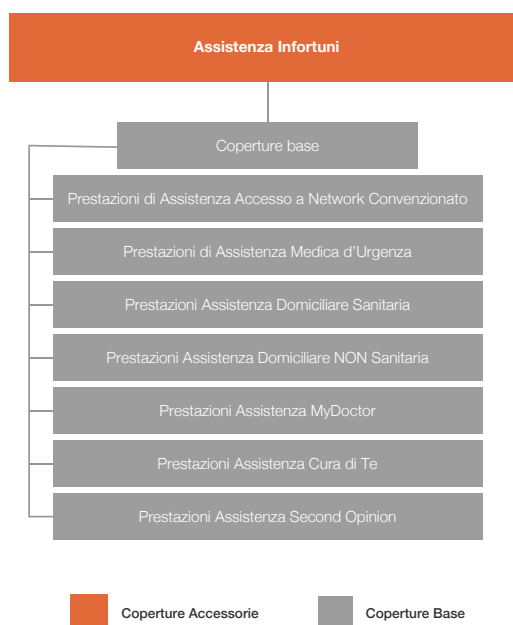 Assistenza Infortuni
Coperture base
Prestazioni di Assistenza Accesso a Network Convenzionato
Prestazioni di Assistenza Medica d'Urgenza
Prestazioni Assistenza Domiciliare Sanitaria
Prestazioni Assistenza Domiciliare NON Sanitaria
Prestazioni Assistenza MyDoctor
Prestazioni Assistenza Cura di Te
Prestazioni Assistenza Second Opinion
Coperture Accessorie
Coperture Base